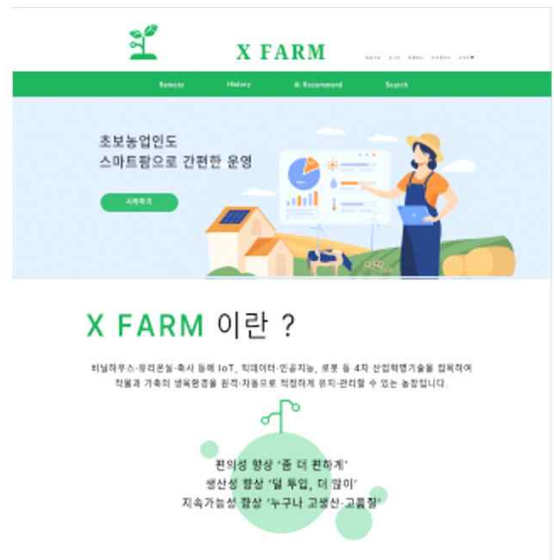 X FARM
Remote History AI Recommend Search
초보농업인도
스마트팜으로 간편한 운영
시작하기
X FARM 이란 ?
비닐하우스·유리온실·축사 등에 IoT, 빅데이터·인공지능, 로봇 등 4차 산업혁명기술을 접목하여
작물과 가축의 생육환경을 원격·자동으로 적정하게 유지·관리할 수 있는 농장입니다.
편의성 향상 '좀 더 편하게'
생산성 향상 '덜 투입, 더 많이'
지속가능성 향상 '누구나 고생산·고품질'